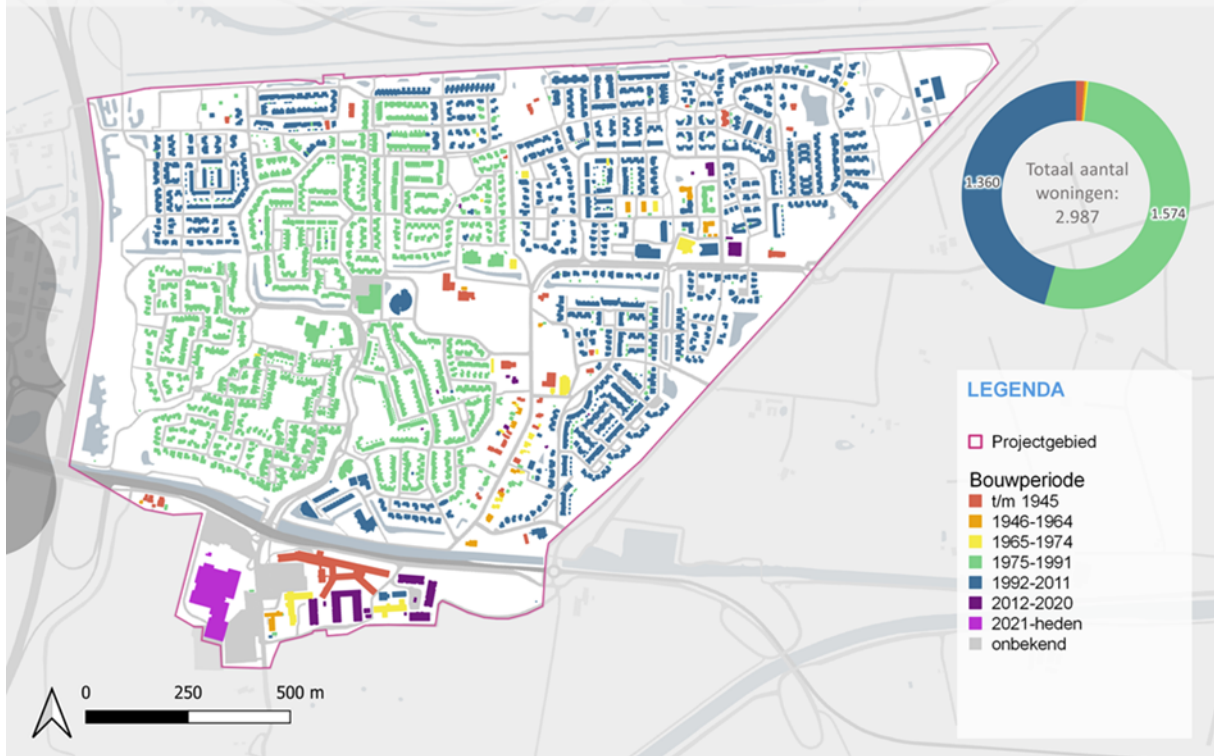 1.360
Totaal aantal
woningen:
2.987
1.574
LEGENDA
Projectgebied
Bouwperiode
t/m 1945
1946-1964
1965-1974
1975-1991
1992-2011
2012-2020
2021-heden
onbekend
0 250 500 m